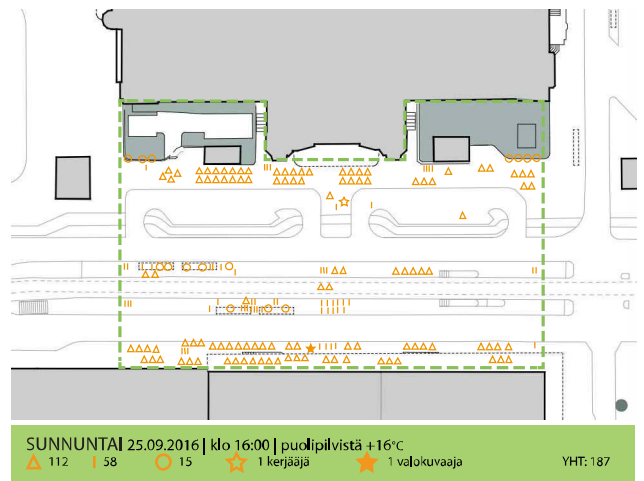 SUNNUNTAI 25.09.2016 | klo 16:00 | puolipilvistä +16°C
112 58 15 1 kerjääjä 1 valokuvaaja YHT: 187